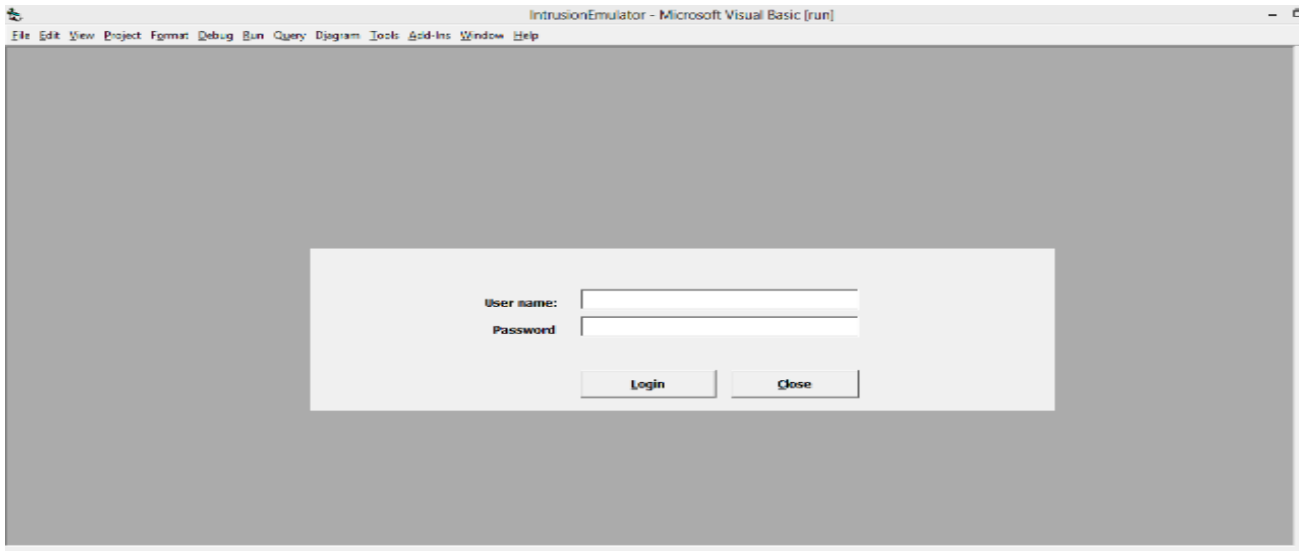 IntrusionEmulator - Microsoft Visual Basic [run]
File Edit View Project Format Debug Run Query Diagram Tools Add-Ins Window Help
User name:
Password
Login Close